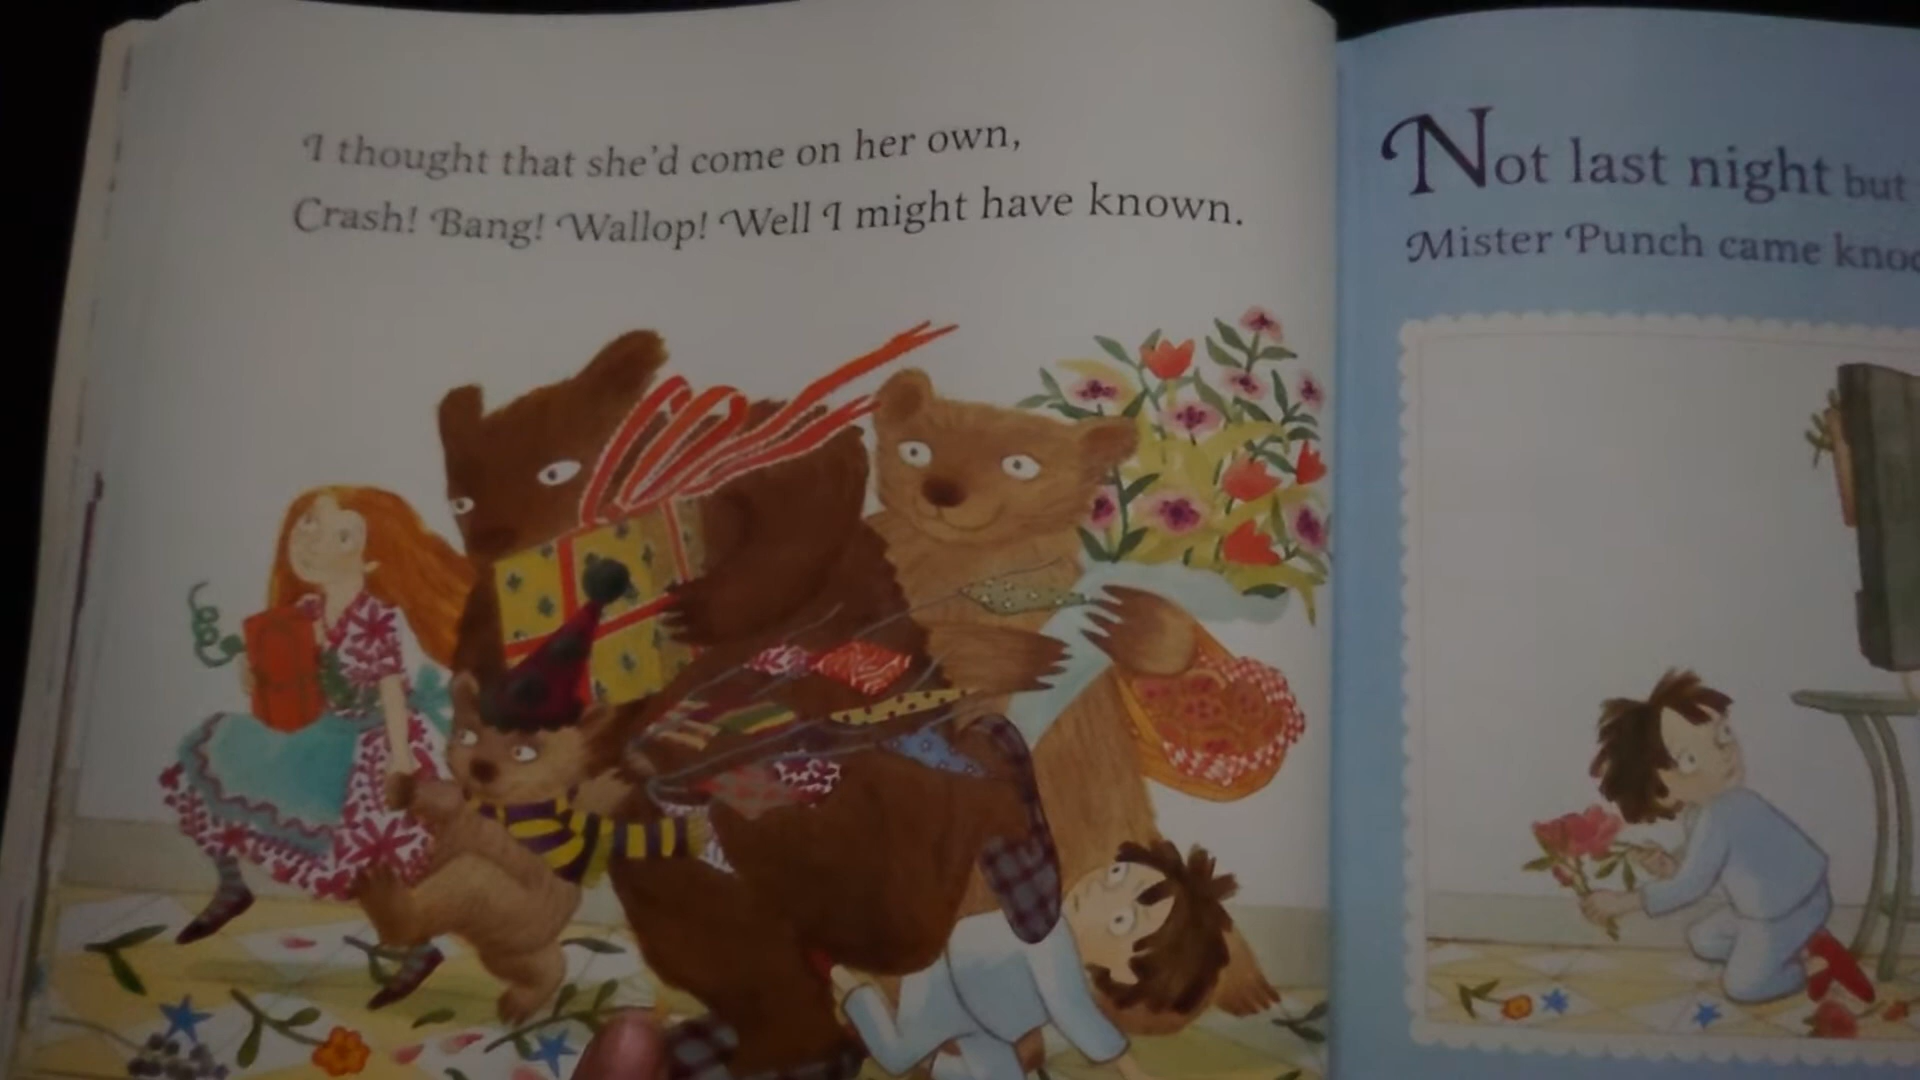 I thought that she'd come on her own,
Crash! Bang! Wallop! Well I might have known.
Not last night but
Mister Punch came